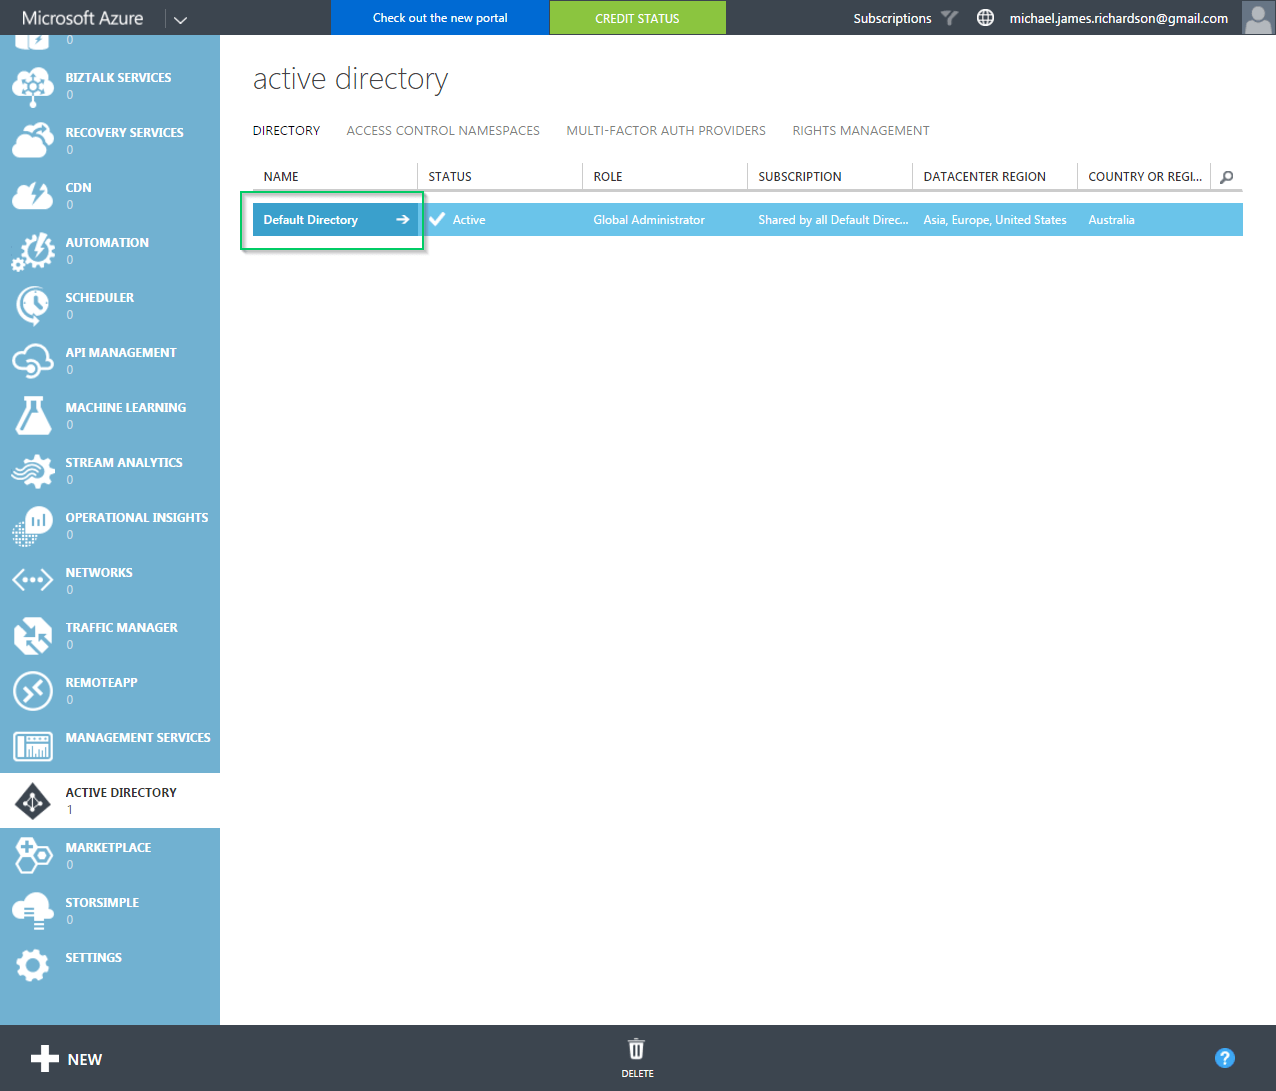 Microsoft Azure
Check out the new portal
CREDIT STATUS
Subscriptions
michael.james.richardson@gmail.com
0
BIZTALK SERVICES
0
RECOVERY SERVICES
0
CDN
0
AUTOMATION
0
SCHEDULER
0
API MANAGEMENT
0
MACHINE LEARNING
0
STREAM ANALYTICS
0
OPERATIONAL INSIGHTS
0
NETWORKS
0
TRAFFIC MANAGER
0
REMOTEAPP
0
MANAGEMENT SERVICES
ACTIVE DIRECTORY
1
MARKETPLACE
0
STORSIMPLE
0
SETTINGS
active directory
DIRECTORY ACCESS CONTROL NAMESPACES MULTI-FACTOR AUTH PROVIDERS RIGHTS MANAGEMENT
NAME STATUS ROLE SUBSCRIPTION DATACENTER REGION COUNTRY OR REGI...
Default Directory Active Global Administrator Shared by all Default Direc... Asia, Europe, United States Australia
NEW
DELETE
?